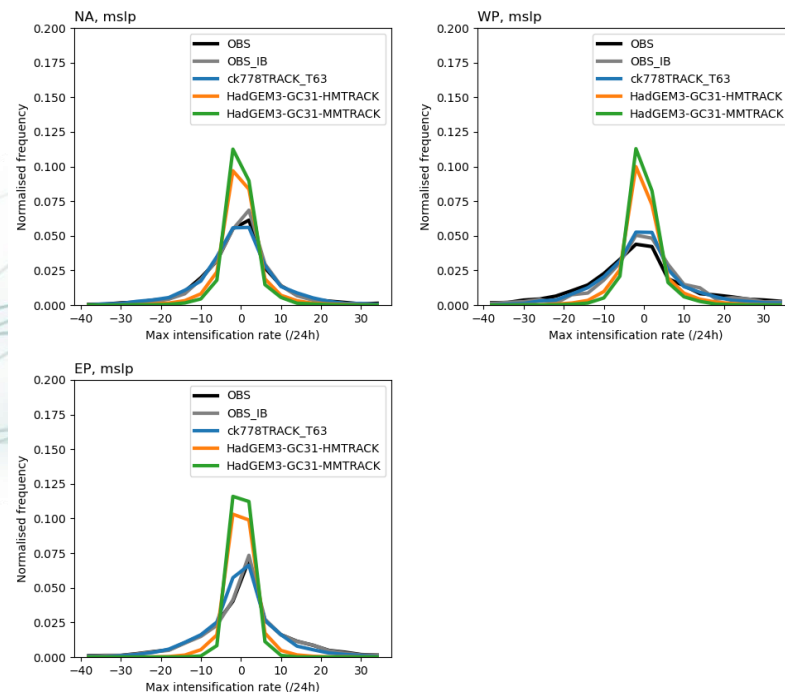 NA, mslp
Normalised frequency
0.200
0.175
0.150
0.125
0.100
0.075
0.050
0.025
0.000
OBS
OBS_IB
ck778TRACK_T63
HadGEM3-GC31-HMTRACK
HadGEM3-GC31-MMTRACK
−40 −30 −20 −10 0 10 20 30
Max intensification rate (/24h)
WP, mslp
Normalised frequency
0.200
0.175
0.150
0.125
0.100
0.075
0.050
0.025
0.000
OBS
OBS_IB
ck778TRACK_T63
HadGEM3-GC31-HMTRACK
HadGEM3-GC31-MMTRACK
−40 −30 −20 −10 0 10 20 30
Max intensification rate (/24h)
EP, mslp
Normalised frequency
0.200
0.175
0.150
0.125
0.100
0.075
0.050
0.025
0.000
OBS
OBS_IB
ck778TRACK_T63
HadGEM3-GC31-HMTRACK
HadGEM3-GC31-MMTRACK
−40 −30 −20 −10 0 10 20 30
Max intensification rate (/24h)